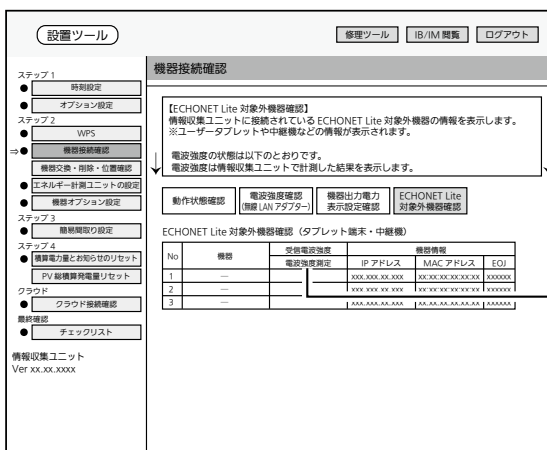 設置ツール
修理ツール
IB/IM 閲覧
ログアウト
ステップ 1
時刻設定
オプション設定
ステップ 2
WPS
⇒● 機器接続確認
機器交換・削除・位置確認
エネルギー計測ユニットの設定
機器オプション設定
ステップ 3
簡易間取り設定
ステップ 4
積算電力量とお知らせのリセット
PV 総積算発電量リセット
クラウド
クラウド接続確認
最終確認
チェックリスト
情報収集ユニット
Ver xx.xx.xxxx
機器接続確認
【ECHONET Lite 対象外機器確認】
情報収集ユニットに接続されている ECHONET Lite 対象外機器の情報を表示します。
※ユーザータブレットや中継機などの情報が表示されます。
電波強度の状態は以下のとおりです。
電波強度は情報収集ユニットで計測した結果を表示します。
動作状態確認
電波強度確認
(無線 LAN アダプター)
機器出力電力
表示設定確認
ECHONET Lite
対象外機器確認
ECHONET Lite 対象外機器確認（タブレット端末・中継機）
No 機器 受信電波強度 機器情報
電波強度測定 IP アドレス MAC アドレス EOJ
1 — xxx.xxx.xx.xxx xx:xx:xx:xx:xx:xx xxxxxx
2 — xxx.xxx.xx.xxx xx:xx:xx:xx:xx:xx xxxxxx
3 — xxx.xxx.xx.xxx xx:xx:xx:xx:xx:xx xxxxxx